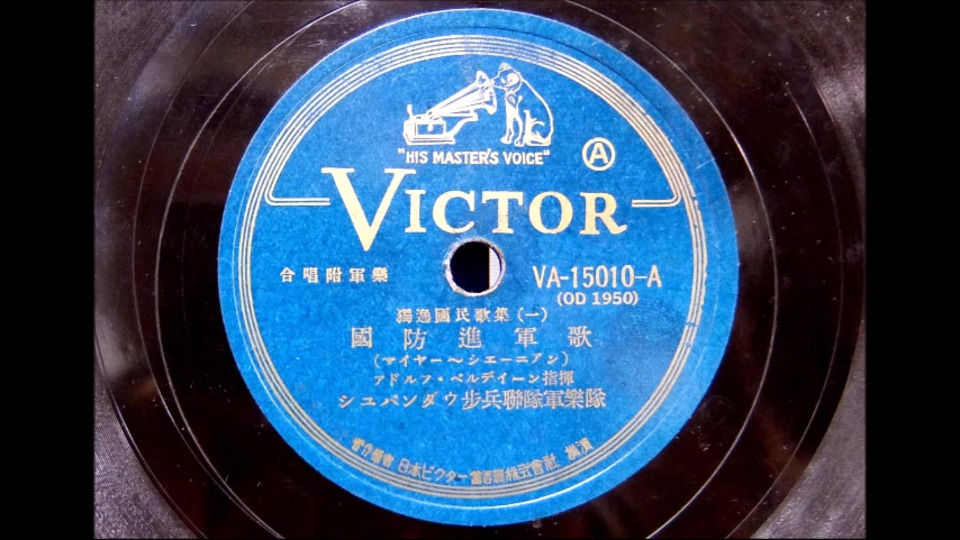 "HIS MASTER'S VOICE"
Ⓐ
VICTOR
合唱附軍樂
VA-15010-A
(OD 1950)
獨逸國民歌集(一)
國防進軍歌
(マイヤー～シエーニアン)
アドルフ・ベルデイーン指揮
シユパンダウ步兵聯隊軍樂隊
日本ビクター蓄音器株式會社 橫濱